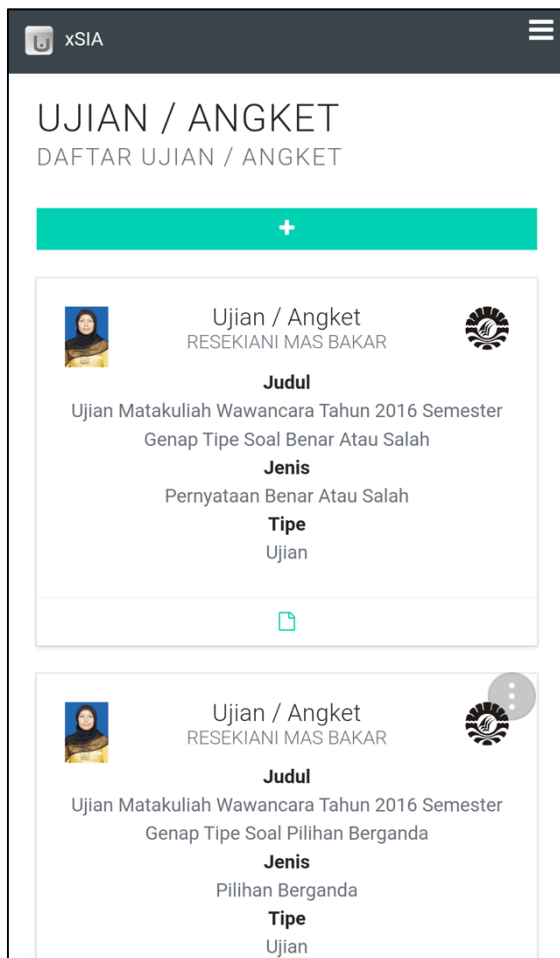 xSIA
UJIAN / ANGKET
DAFTAR UJIAN / ANGKET
Ujian / Angket
RESEKIANI MAS BAKAR
Judul
Ujian Matakuliah Wawancara Tahun 2016 Semester
Genap Tipe Soal Benar Atau Salah
Jenis
Pernyataan Benar Atau Salah
Tipe
Ujian
Ujian / Angket
RESEKIANI MAS BAKAR
Judul
Ujian Matakuliah Wawancara Tahun 2016 Semester
Genap Tipe Soal Pilihan Berganda
Jenis
Pilihan Berganda
Tipe
Ujian